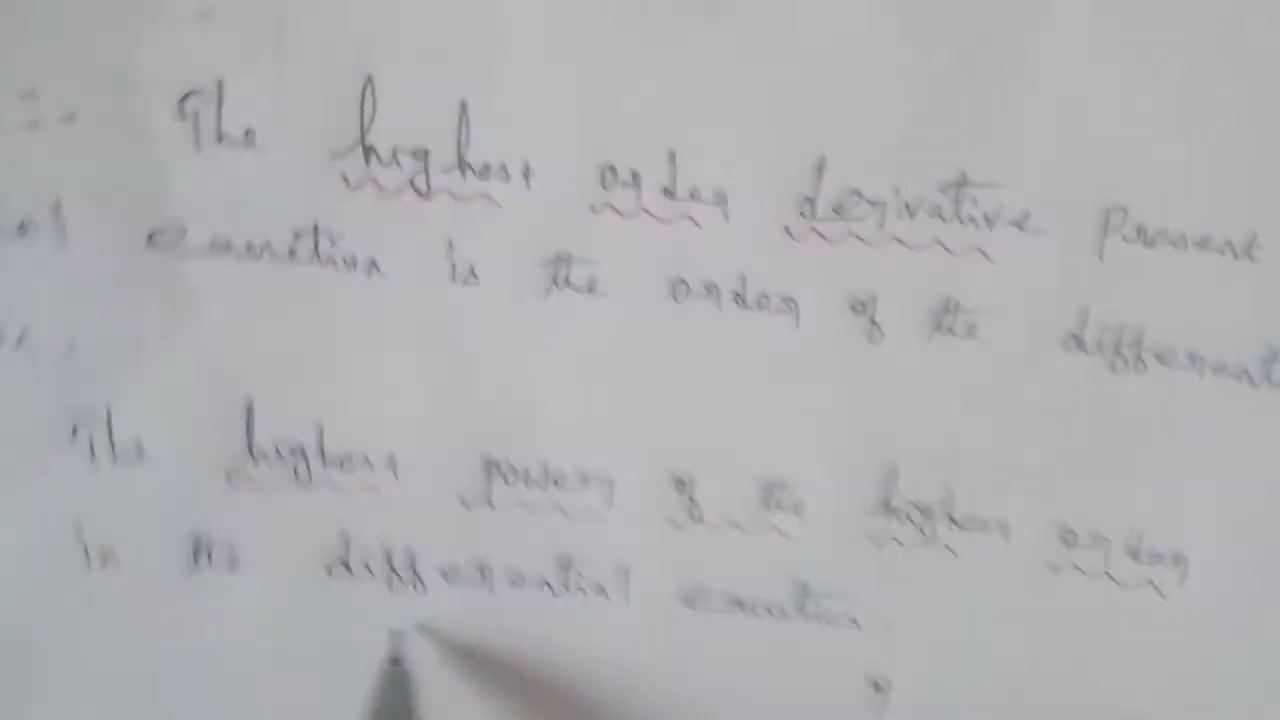 :- The highest order derivative present
equation is the order of the different
The highest power of the highest order
in the differential equation.